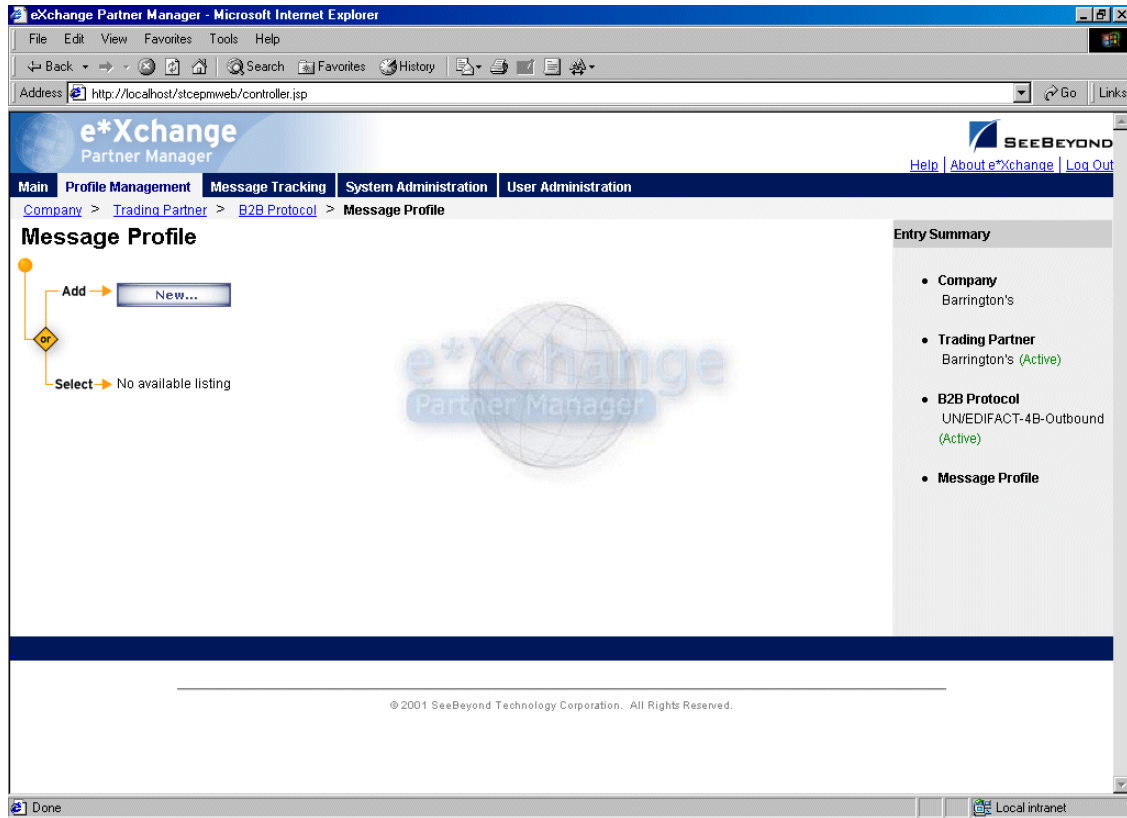 eXchange Partner Manager - Microsoft Internet Explorer
File Edit View Favorites Tools Help
Back Search Favorites History
Address http://localhost/stcepmweb/controller.jsp Go Links
e*Xchange
Partner Manager
SEEBEYOND
Help | About e*Xchange | Log Out
Main Profile Management Message Tracking System Administration User Administration
Company > Trading Partner > B2B Protocol > Message Profile
Message Profile
Add New...
or
Select No available listing
e*Xchange
Partner Manager
Entry Summary
• Company
Barrington's
• Trading Partner
Barrington's (Active)
• B2B Protocol
UN/EDIFACT-4B-Outbound
(Active)
• Message Profile
© 2001 SeeBeyond Technology Corporation. All Rights Reserved.
Done Local intranet